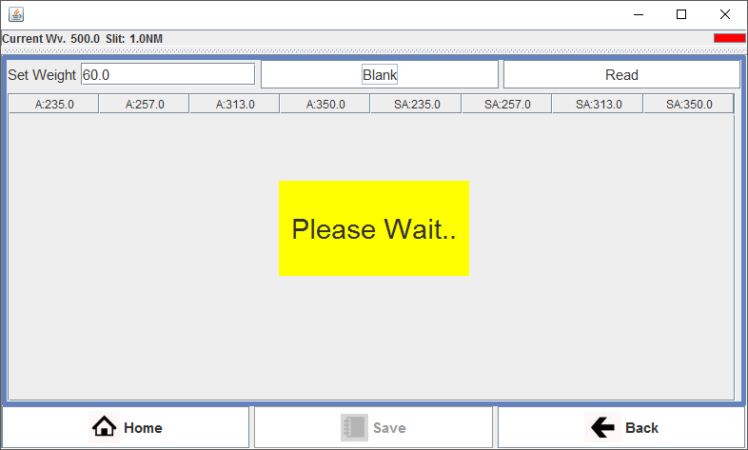 Current Wv. 500.0 Slit: 1.0NM
Set Weight 60.0 Blank Read
A:235.0 A:257.0 A:313.0 A:350.0 SA:235.0 SA:257.0 SA:313.0 SA:350.0
Please Wait..
Home Save Back